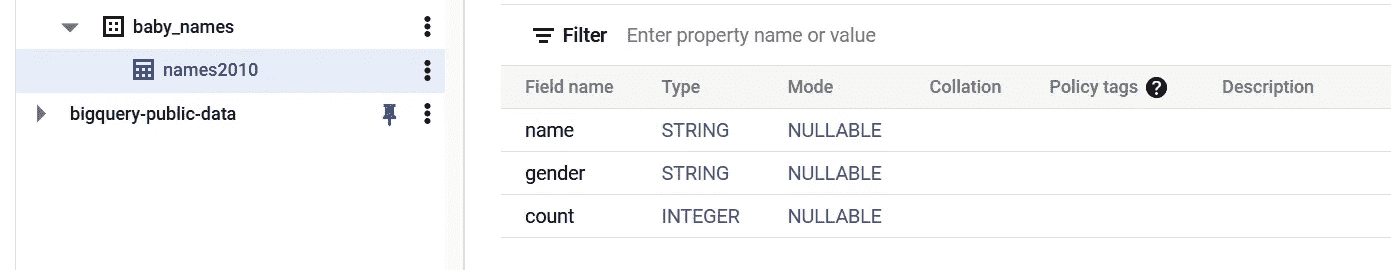 baby_names
names2010
bigquery-public-data
Filter Enter property name or value
Field name Type Mode Collation Policy tags ? Description
name STRING NULLABLE
gender STRING NULLABLE
count INTEGER NULLABLE